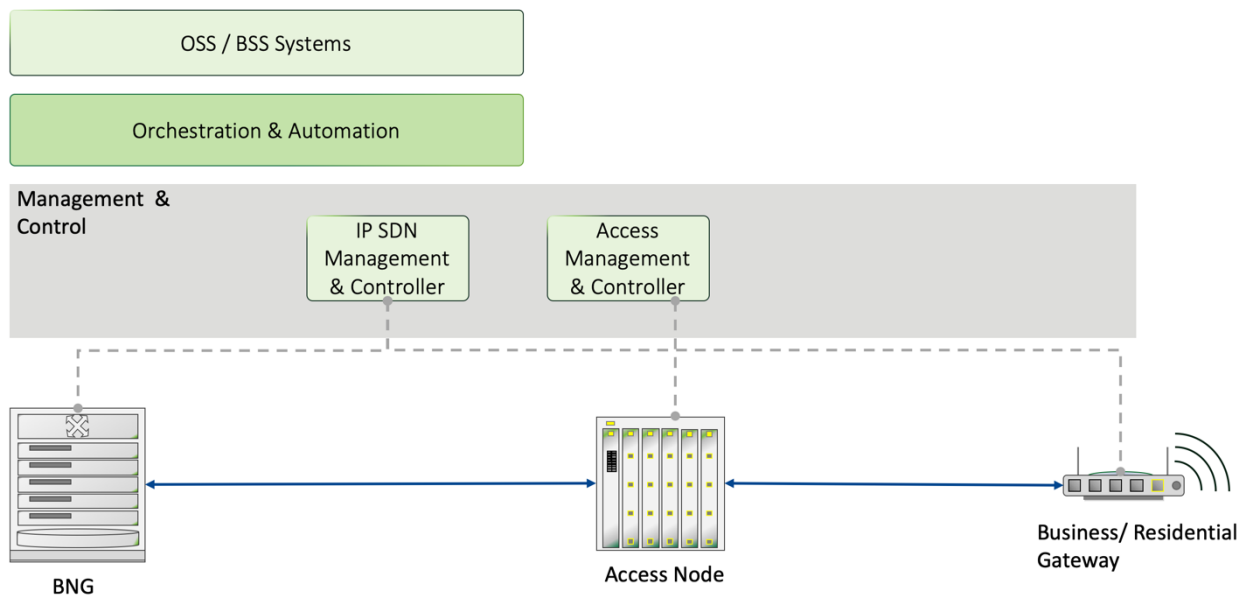 OSS / BSS Systems
Orchestration & Automation
Management &
Control
IP SDN
Management
& Controller
Access
Management
& Controller
BNG
Access Node
Business/ Residential
Gateway